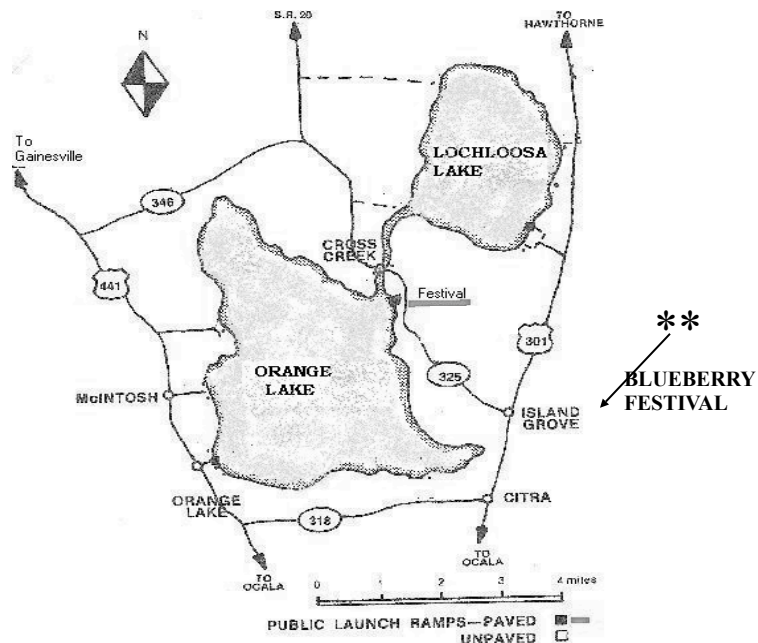 S.R. 20
TO
HAWTHORNE
N
To
Gainesville
LOCHLOOSA
LAKE
346
CROSS
CREEK
441
Festival
**
301
ORANGE
LAKE
325
BLUEBERRY
FESTIVAL
McINTOSH
ISLAND
GROVE
ORANGE
LAKE
CITRA
318
TO
OCALA
TO
OCALA
0 1 2 3 4 miles
PUBLIC LAUNCH RAMPS—PAVED
UNPAVED